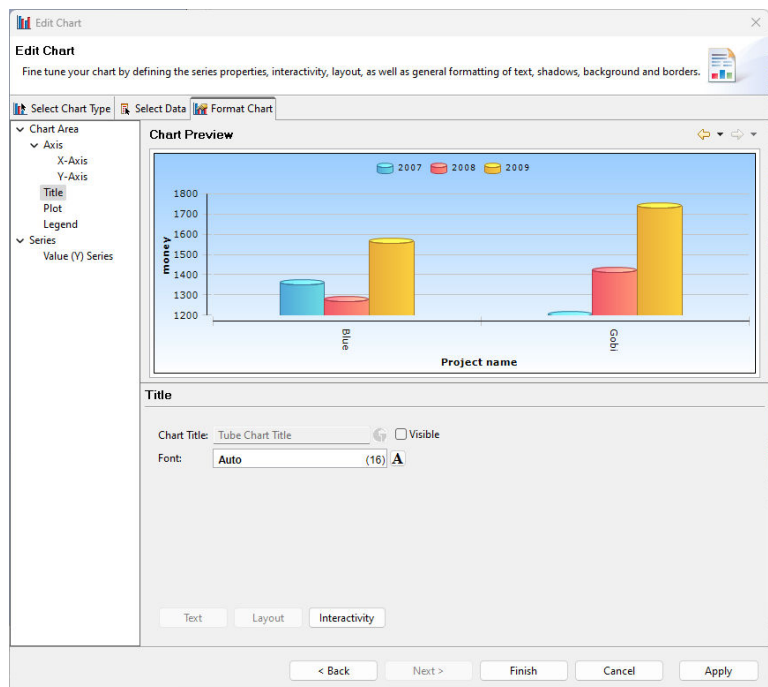 Edit Chart
Edit Chart
Fine tune your chart by defining the series properties, interactivity, layout, as well as general formatting of text, shadows, background and borders.
Select Chart Type Select Data Format Chart
Chart Area
Axis
X-Axis
Y-Axis
Title
Plot
Legend
Series
Value (Y) Series
Chart Preview
2007 2008 2009
1800
1700
1600
1500
1400
1300
1200
money
Blue
Gobi
Project name
Title
Chart Title: Tube Chart Title Visible
Font: Auto (16) A
Text Layout Interactivity
< Back Next > Finish Cancel Apply